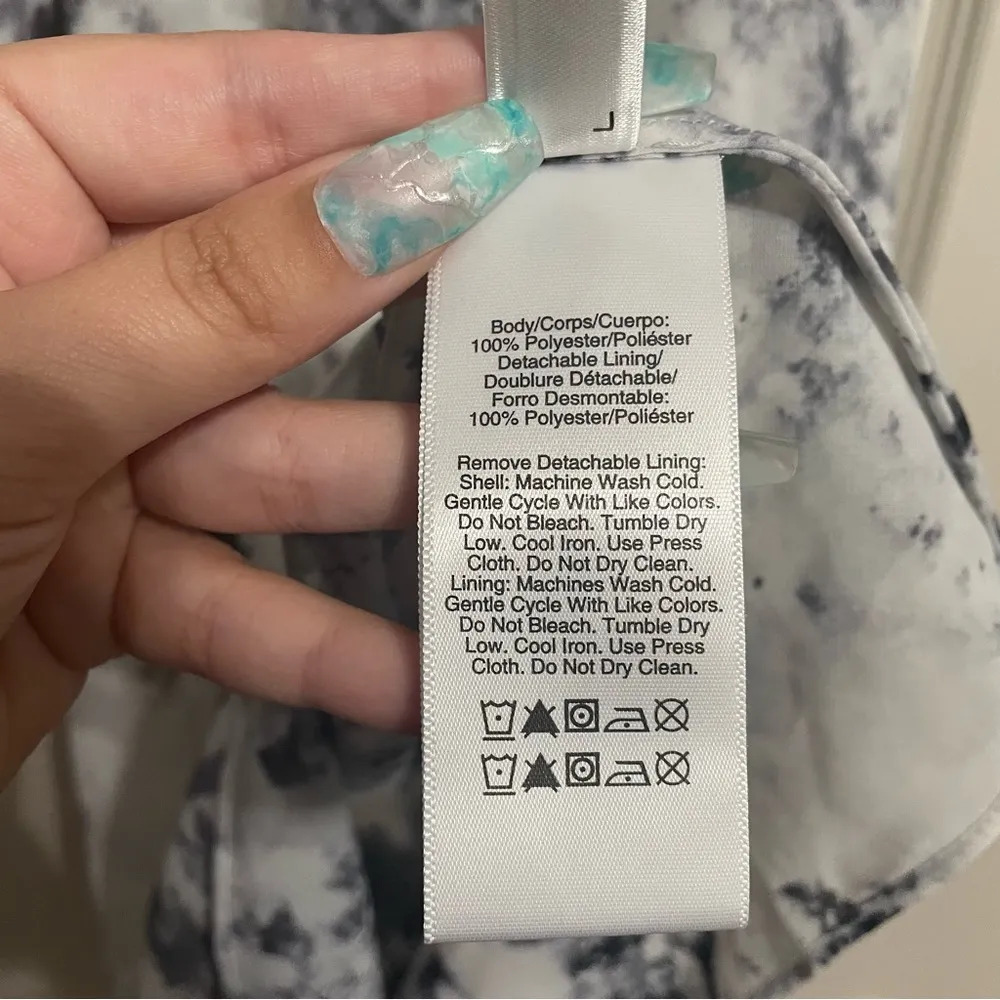 L
Body/Corps/Cuerpo:
100% Polyester/Poliéster
Detachable Lining/
Doublure Détachable/
Forro Desmontable:
100% Polyester/Poliéster
Remove Detachable Lining:
Shell: Machine Wash Cold.
Gentle Cycle With Like Colors.
Do Not Bleach. Tumble Dry
Low. Cool Iron. Use Press
Cloth. Do Not Dry Clean.
Lining: Machines Wash Cold.
Gentle Cycle With Like Colors.
Do Not Bleach. Tumble Dry
Low. Cool Iron. Use Press
Cloth. Do Not Dry Clean.